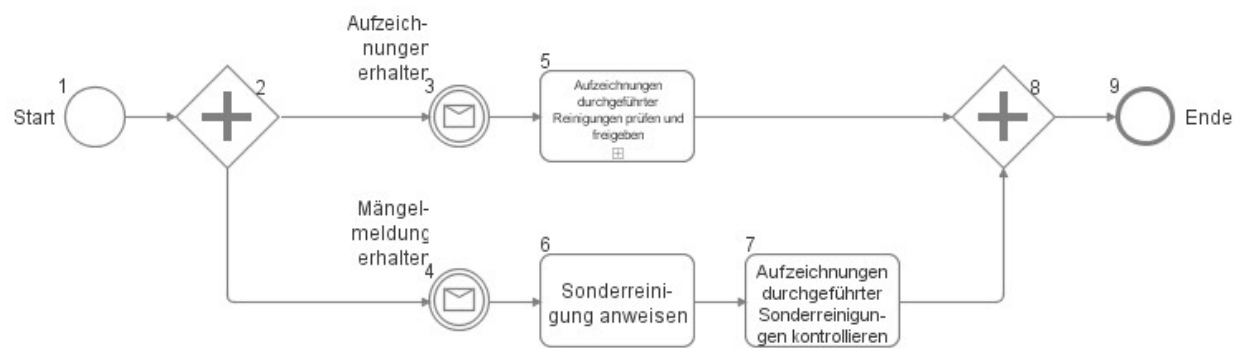 Aufzeich-
nungen
erhalten
1
2
3
5
Aufzeichnungen
durchgeführter
Reinigungen prüfen und
freigeben
8
9
Start
Ende
Mängel-
meldung
erhalten
4
6
Sonderreini-
gung anweisen
7
Aufzeichnungen
durchgeführter
Sonderreinigun-
gen kontrollieren